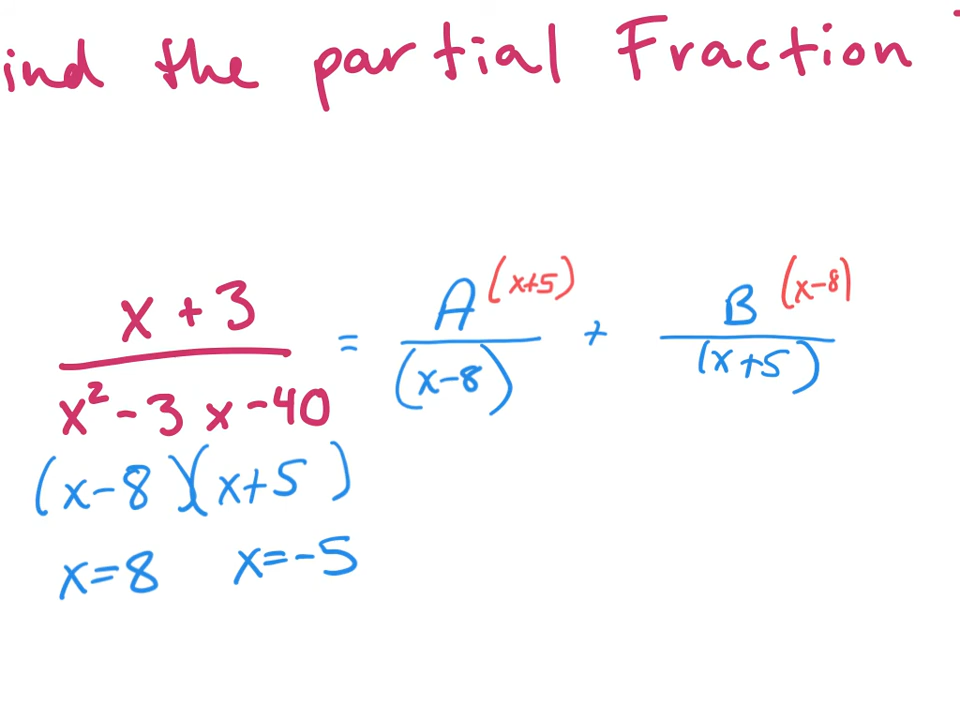 ind the partial Fraction
x + 3 / x² - 3x - 40 = A (x+5) / (x-8) + B (x-8) / (x+5)
(x-8)(x+5)
x=8 x=-5